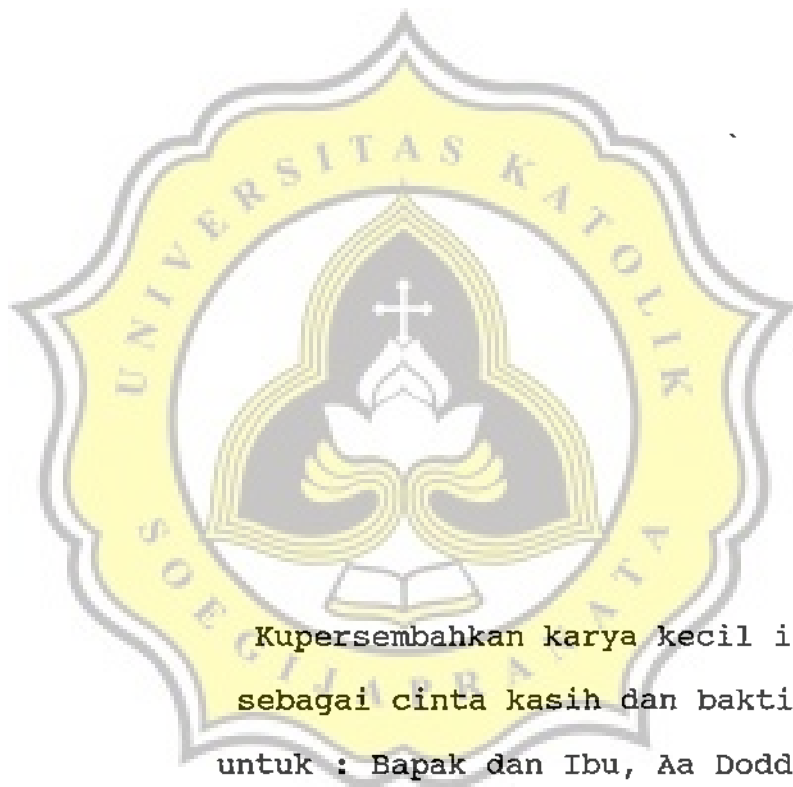 UNIVERSITAS KATOLIK
SOEGIJAPRANATA
Kupersembahkan karya kecil i
sebagai cinta kasih dan bakti
untuk : Bapak dan Ibu, Aa Dodd